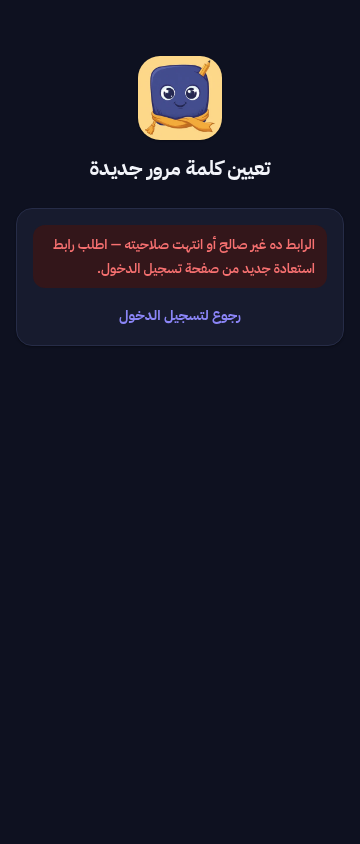 تعيين كلمة مرور جديدة
الرابط ده غير صالح أو انتهت صلاحيته — اطلب رابط
استعادة جديد من صفحة تسجيل الدخول.
رجوع لتسجيل الدخول